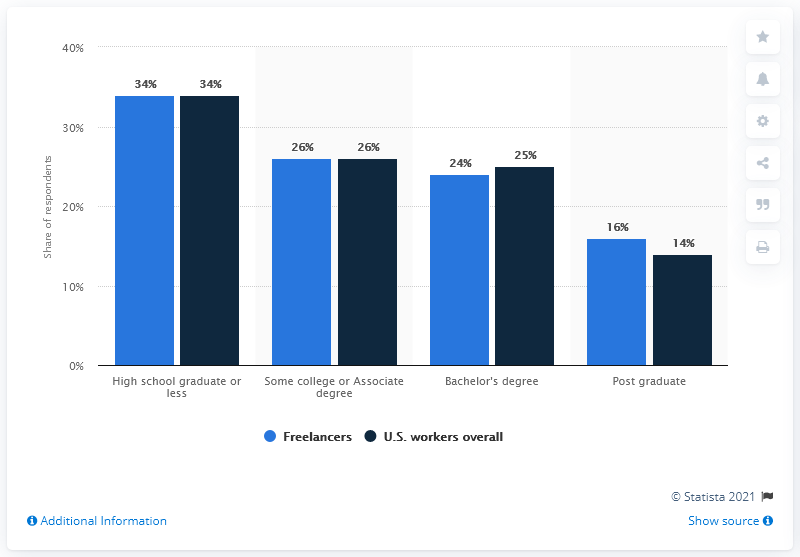 Share of respondents
40%
30%
20%
10%
0%
34%
34%
26%
26%
24%
25%
16%
14%
High school graduate or
less
Some college or Associate
degree
Bachelor's degree
Post graduate
Freelancers
U.S. workers overall
© Statista 2021
Additional Information
Show source